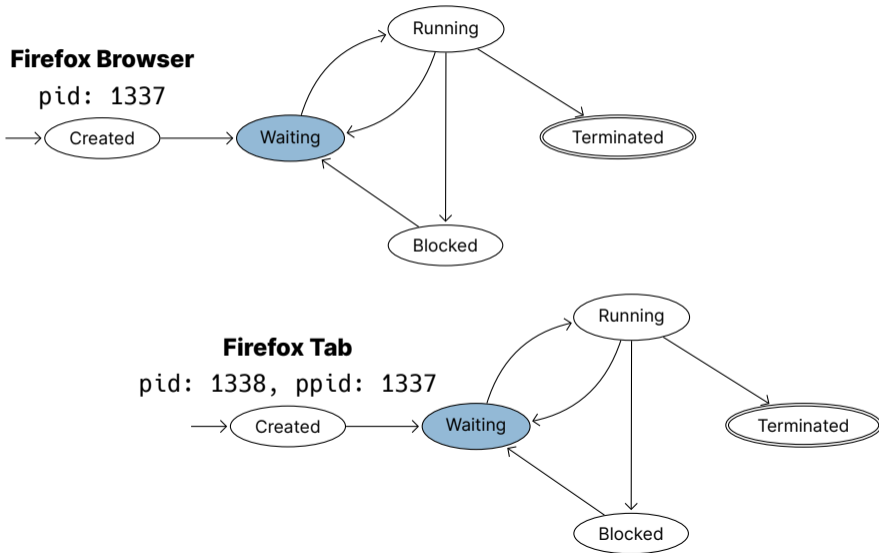 Running
Firefox Browser
pid: 1337
Created
Waiting
Terminated
Blocked
Running
Firefox Tab
pid: 1338, ppid: 1337
Created
Waiting
Terminated
Blocked